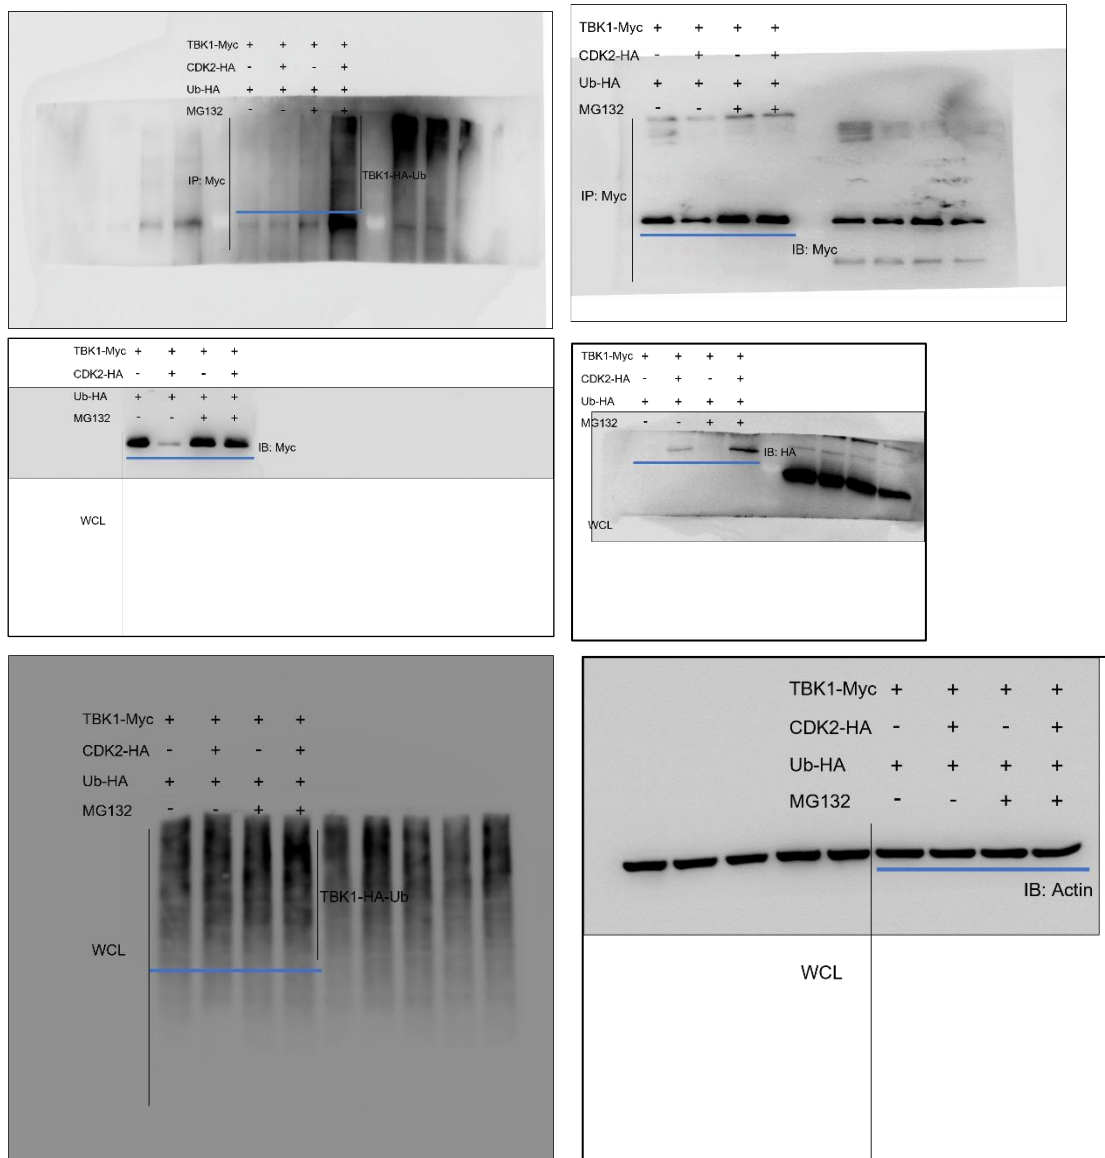 TBK1-Myc + + + +
CDK2-HA - + - +
Ub-HA + + + +
MG132 - - + +
IP: Myc
TBK1-HA-Ub
TBK1-Myc + + + +
CDK2-HA - + - +
Ub-HA + + + +
MG132 - - + +
IP: Myc
IB: Myc
TBK1-Myc + + + +
CDK2-HA - + - +
Ub-HA + + + +
MG132 - - + +
IB: Myc
WCL
TBK1-Myc + + + +
CDK2-HA - + - +
Ub-HA + + + +
MG132 - - + +
IB: HA
WCL
TBK1-Myc + + + +
CDK2-HA - + - +
Ub-HA + + + +
MG132 - - + +
TBK1-HA-Ub
WCL
TBK1-Myc + + + +
CDK2-HA - + - +
Ub-HA + + + +
MG132 - - + +
IB: Actin
WCL